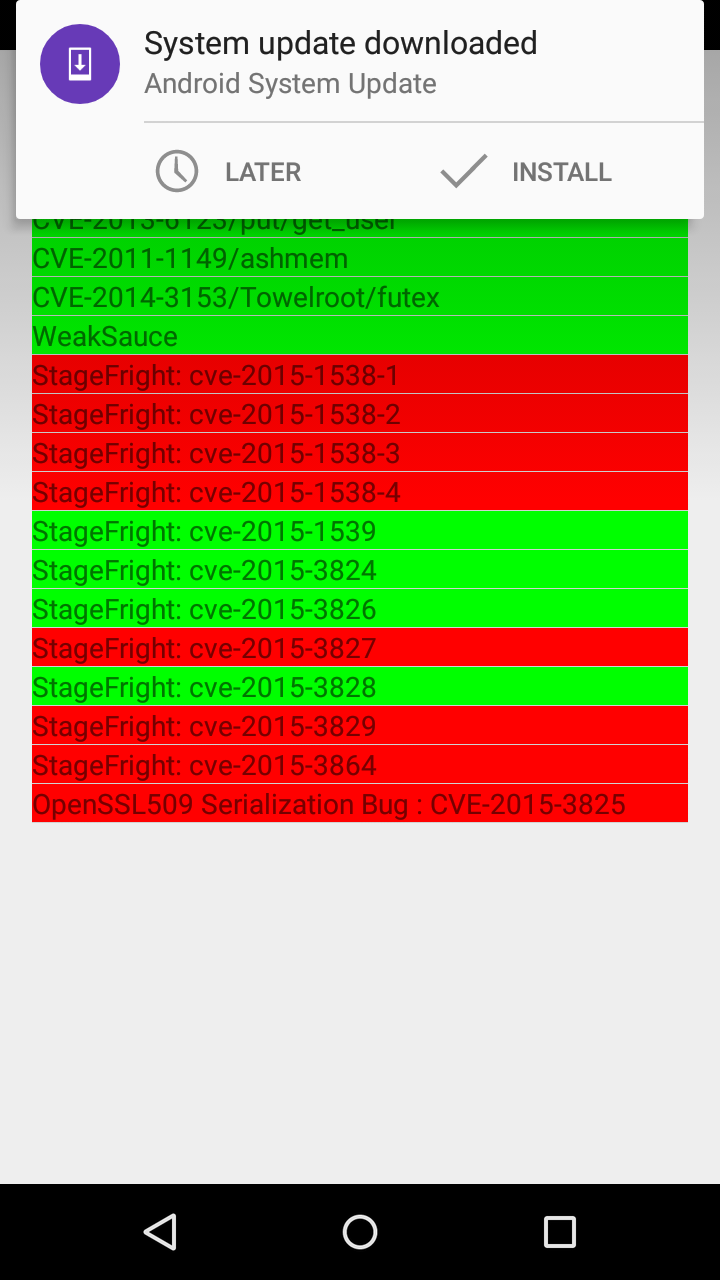 System update downloaded
Android System Update
LATER
INSTALL
CVE-2013-6123/put/get_user
CVE-2011-1149/ashmem
CVE-2014-3153/Towelroot/futex
WeakSauce
StageFright: cve-2015-1538-1
StageFright: cve-2015-1538-2
StageFright: cve-2015-1538-3
StageFright: cve-2015-1538-4
StageFright: cve-2015-1539
StageFright: cve-2015-3824
StageFright: cve-2015-3826
StageFright: cve-2015-3827
StageFright: cve-2015-3828
StageFright: cve-2015-3829
StageFright: cve-2015-3864
OpenSSL509 Serialization Bug : CVE-2015-3825